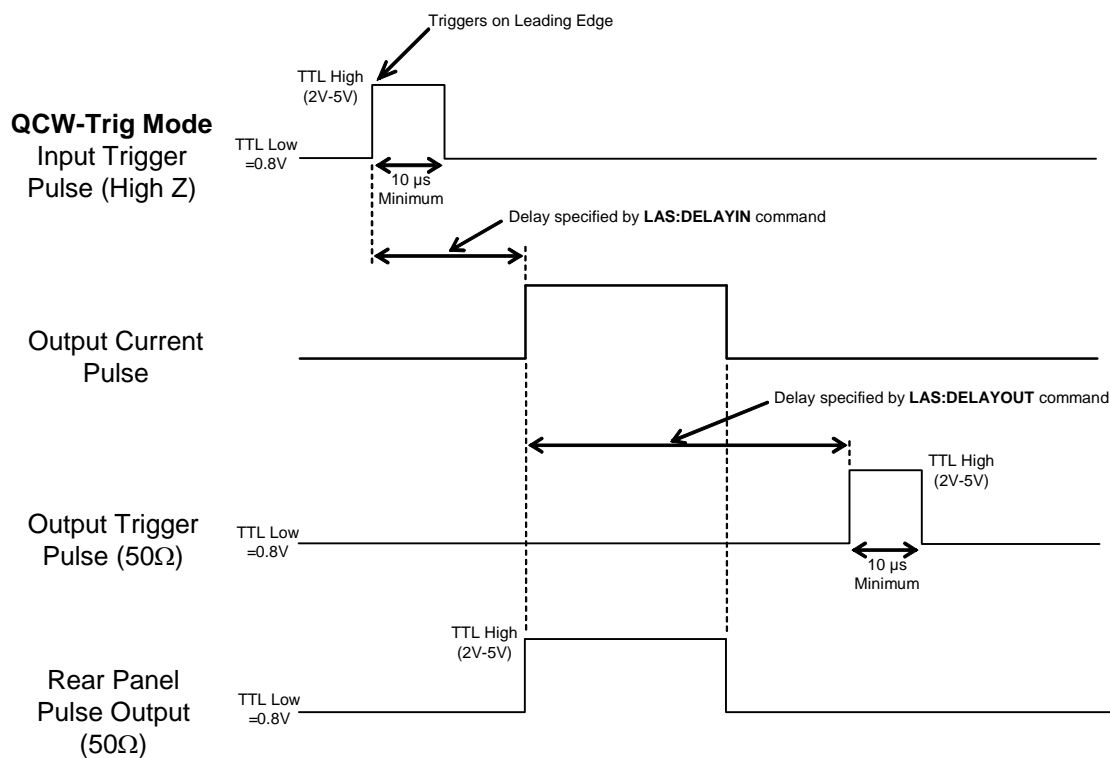 Triggers on Leading Edge
TTL High
(2V-5V)
QCW-Trig Mode
Input Trigger
Pulse (High Z)
TTL Low
=0.8V
10 µs
Minimum
Delay specified by LAS:DELAYIN command
Output Current
Pulse
Delay specified by LAS:DELAYOUT command
TTL High
(2V-5V)
Output Trigger
Pulse (50Ω)
TTL Low
=0.8V
10 µs
Minimum
TTL High
(2V-5V)
Rear Panel
Pulse Output
(50Ω)
TTL Low
=0.8V